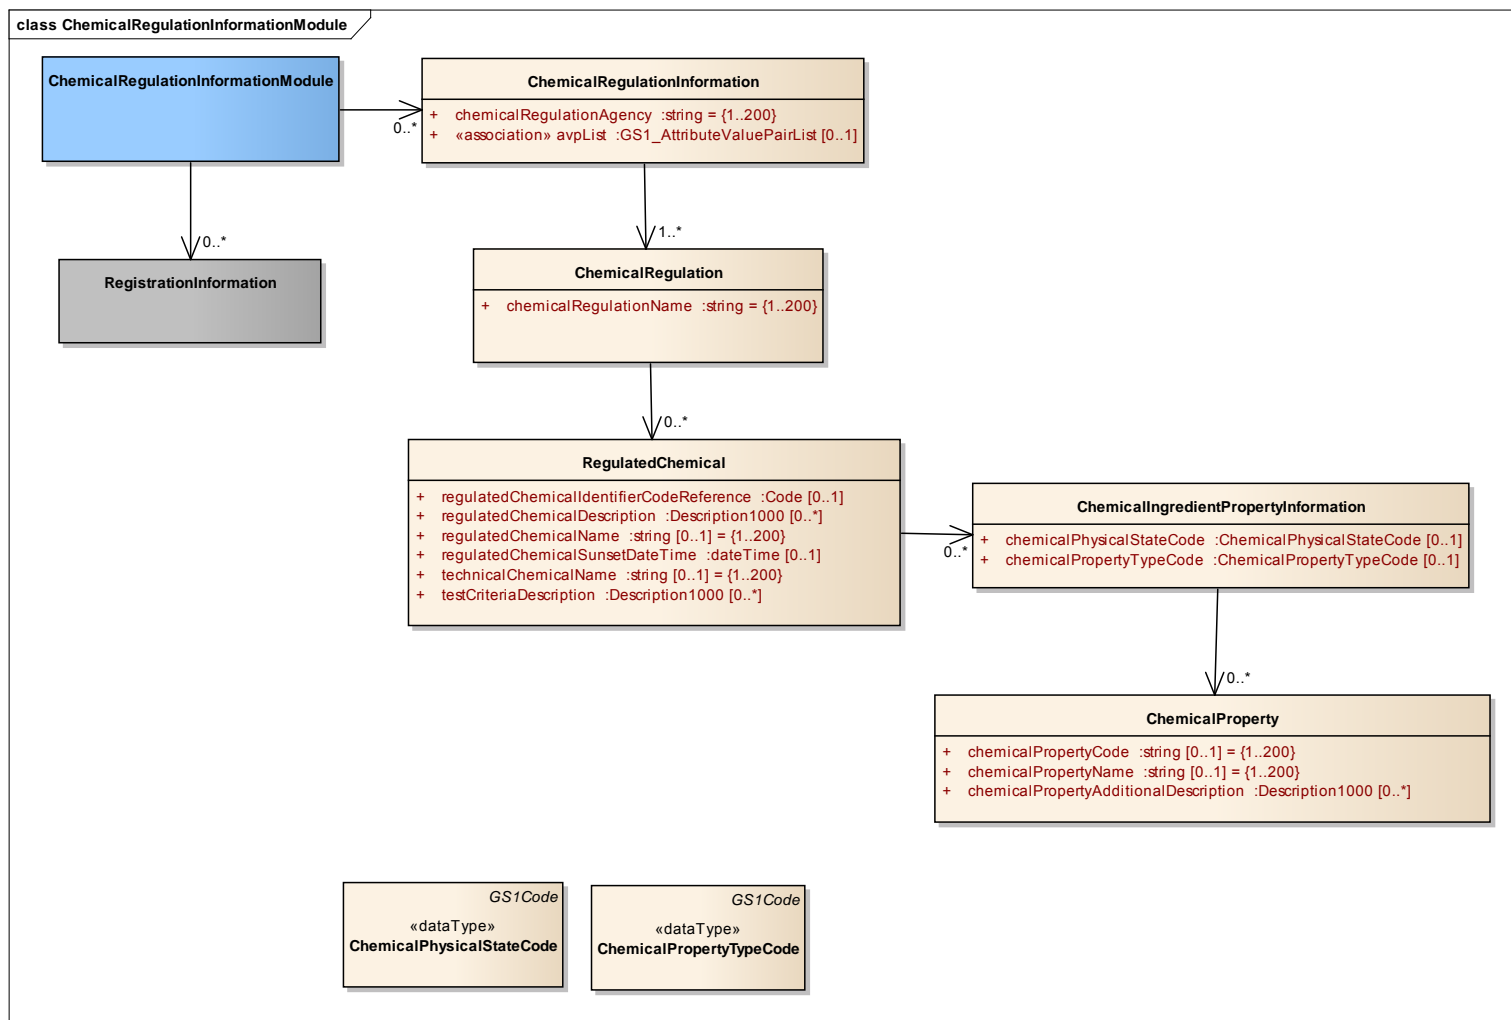 class ChemicalRegulationInformationModule
ChemicalRegulationInformationModule
ChemicalRegulationInformation
+ chemicalRegulationAgency :string = {1..200}
+ «association» avpList :GS1_AttributeValuePairList [0..1]
0..*
0..*
RegistrationInformation
1..*
ChemicalRegulation
+ chemicalRegulationName :string = {1..200}
0..*
RegulatedChemical
+ regulatedChemicalIdentifierCodeReference :Code [0..1]
+ regulatedChemicalDescription :Description1000 [0..*]
+ regulatedChemicalName :string [0..1] = {1..200}
+ regulatedChemicalSunsetDateTime :dateTime [0..1]
+ technicalChemicalName :string [0..1] = {1..200}
+ testCriteriaDescription :Description1000 [0..*]
0..*
ChemicalIngredientPropertyInformation
+ chemicalPhysicalStateCode :ChemicalPhysicalStateCode [0..1]
+ chemicalPropertyTypeCode :ChemicalPropertyTypeCode [0..1]
0..*
ChemicalProperty
+ chemicalPropertyCode :string [0..1] = {1..200}
+ chemicalPropertyName :string [0..1] = {1..200}
+ chemicalPropertyAdditionalDescription :Description1000 [0..*]
GS1Code
«dataType»
ChemicalPhysicalStateCode
GS1Code
«dataType»
ChemicalPropertyTypeCode